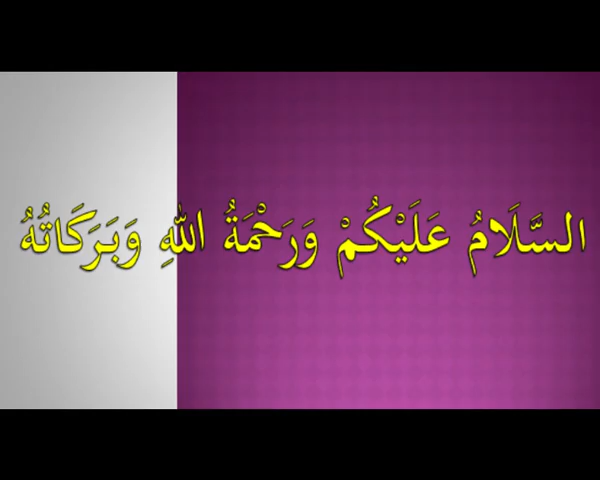 السَّلَامُ عَلَيْكُمْ وَرَحْمَةُ اللهِ وَبَرَكَاتُهُ